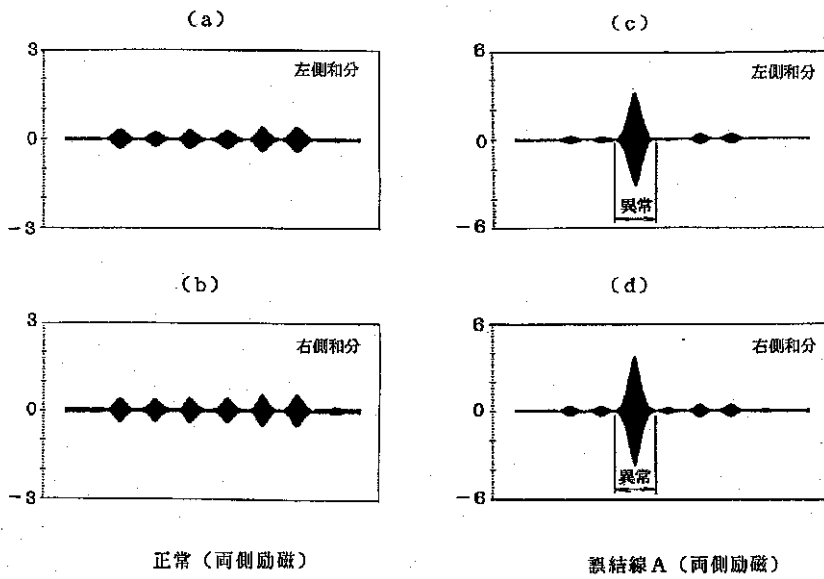 (a)
3
左側和分
0
-3
(b)
3
右側和分
0
-3
正常(両側励磁)
(c)
6
左側和分
0
異常
-6
(d)
6
右側和分
0
異常
-6
誤結線A(両側励磁)